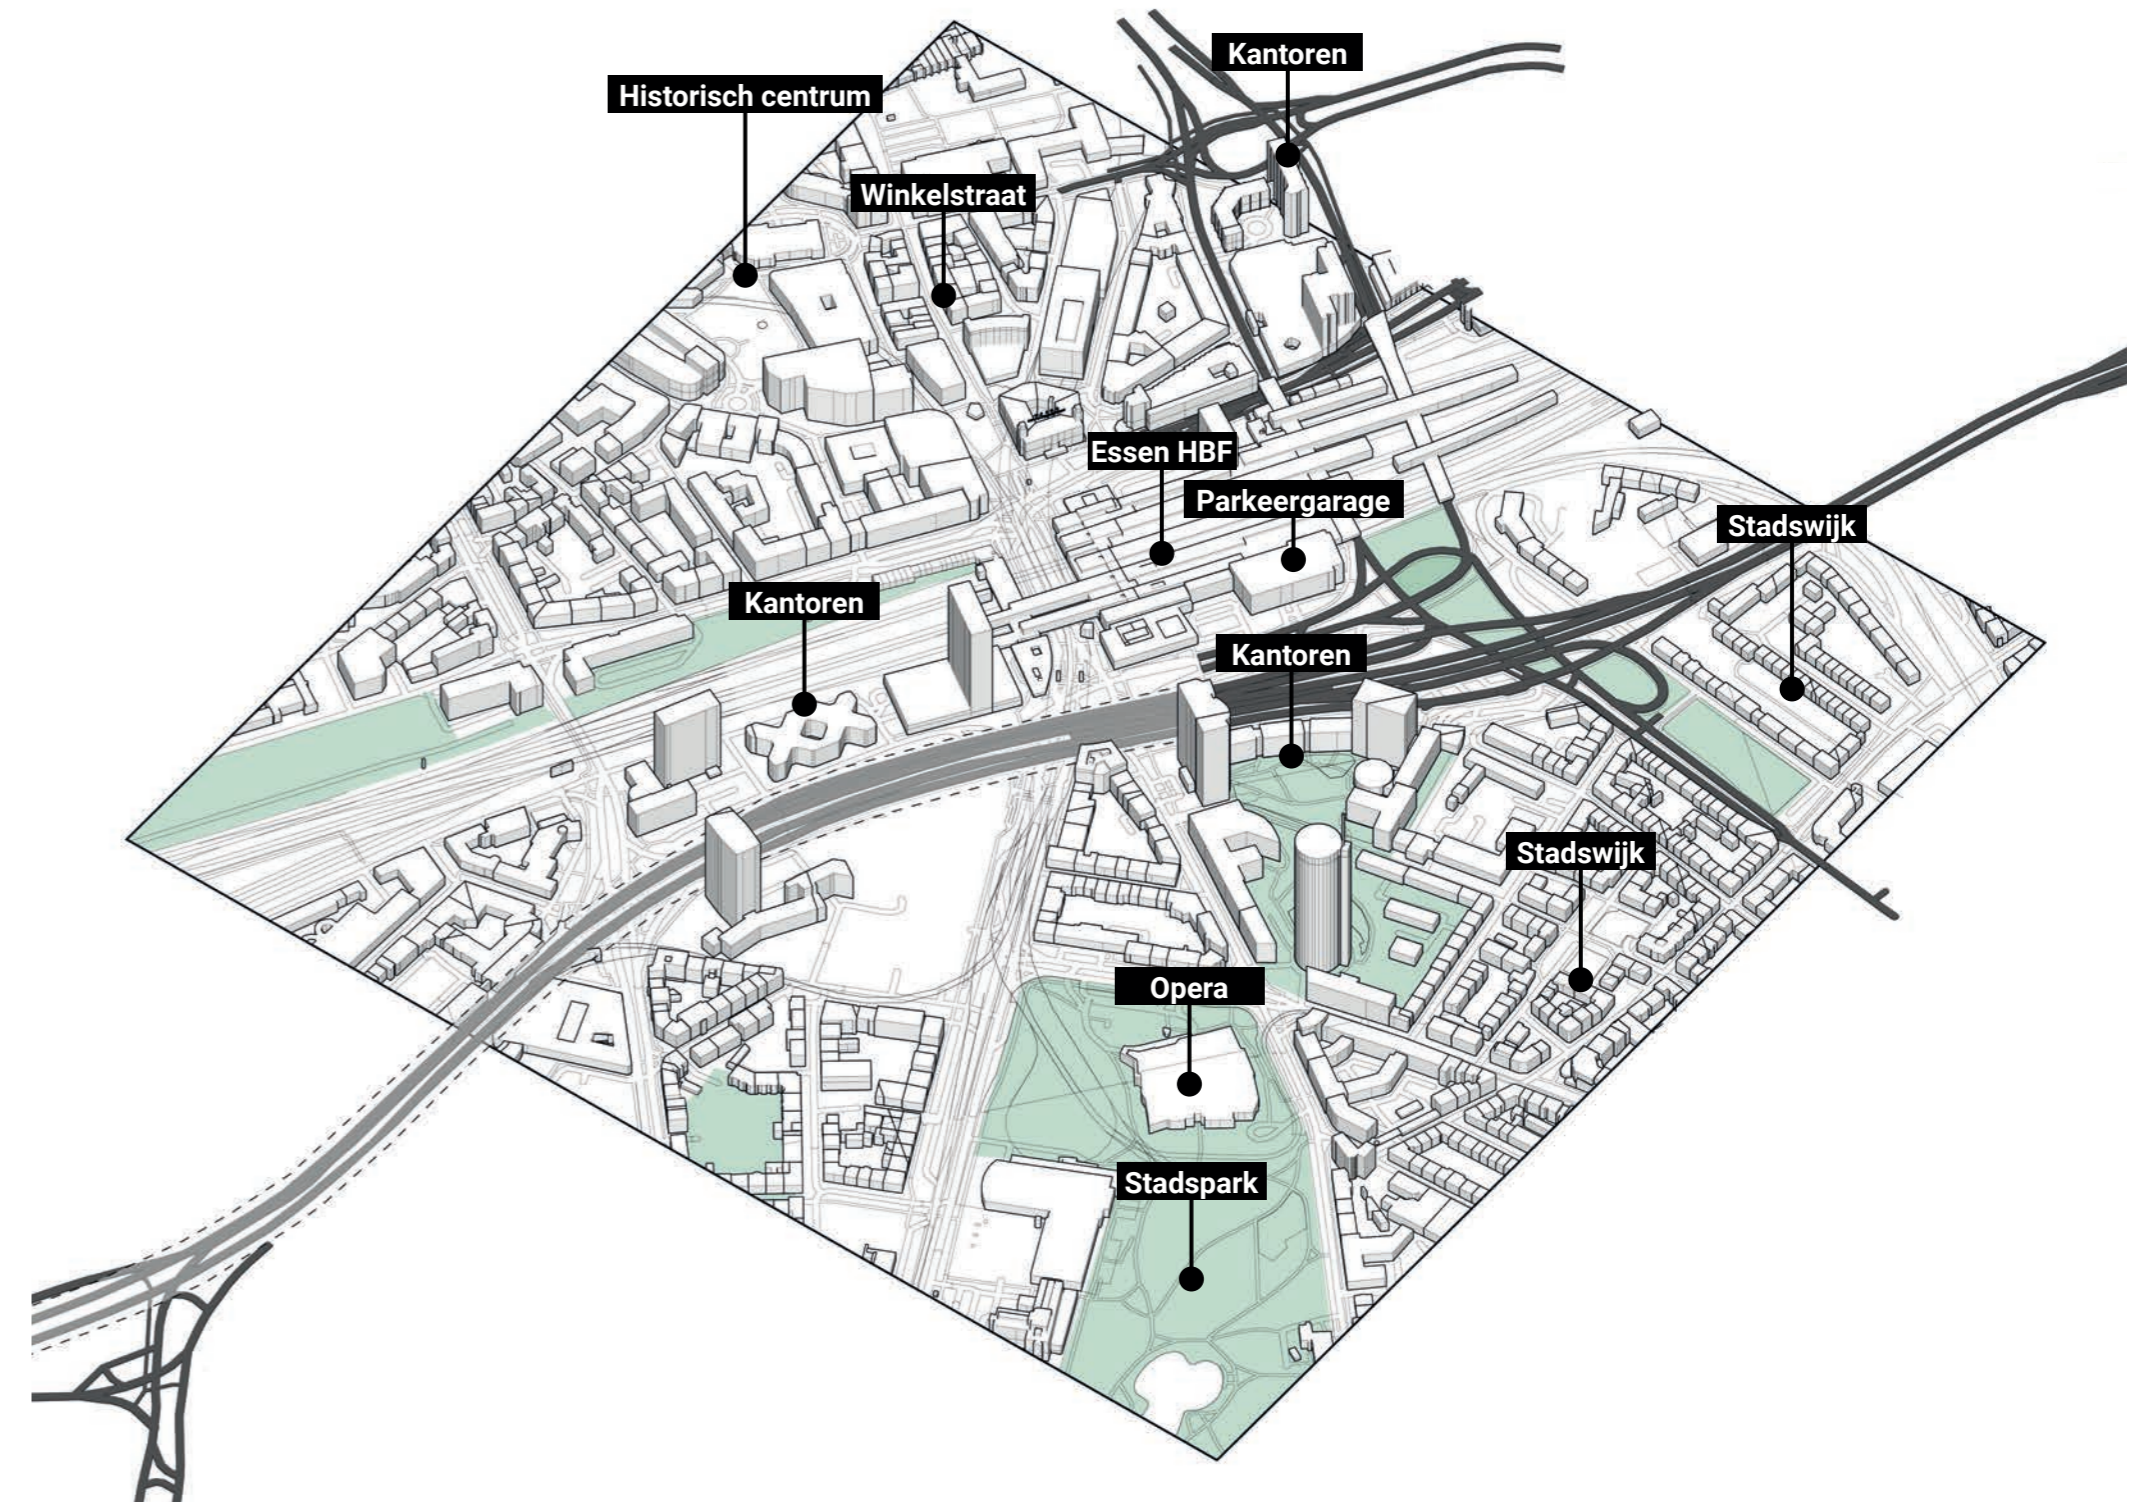 Kantoren
Historisch centrum
Winkelstraat
Essen HBF
Parkeergarage
Stadswijk
Kantoren
Kantoren
Stadswijk
Opera
Stadspark